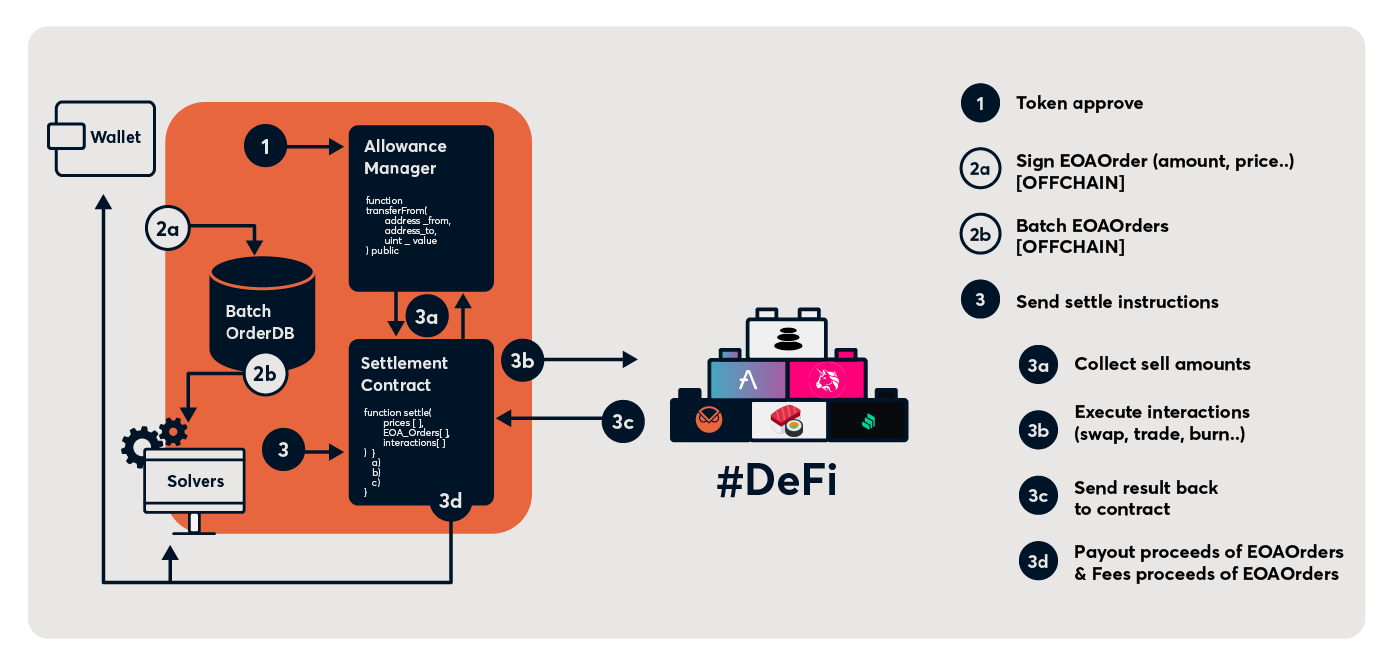 Wallet
1
Allowance
Manager
function
transferFrom(
address _from,
address_to,
uint _ value
) public
2a
Batch
OrderDB
2b
3a
Settlement
Contract
function settle(
prices [ ],
EOA_Orders[ ],
interactions[ ]
) }
a)
b)
c)
}
3b
3c
3
3d
Solvers
#DeFi
1 Token approve
2a Sign EOAOrder (amount, price..)
[OFFCHAIN]
2b Batch EOAOrders
[OFFCHAIN]
3 Send settle instructions
3a Collect sell amounts
3b Execute interactions
(swap, trade, burn..)
3c Send result back
to contract
3d Payout proceeds of EOAOrders
& Fees proceeds of EOAOrders